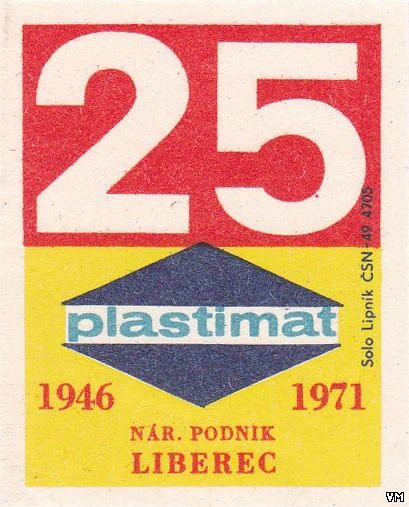 25
plastimat
1946 1971
NÁR. PODNIK
LIBEREC
Solo Lipník ČSN-49 4705
VM